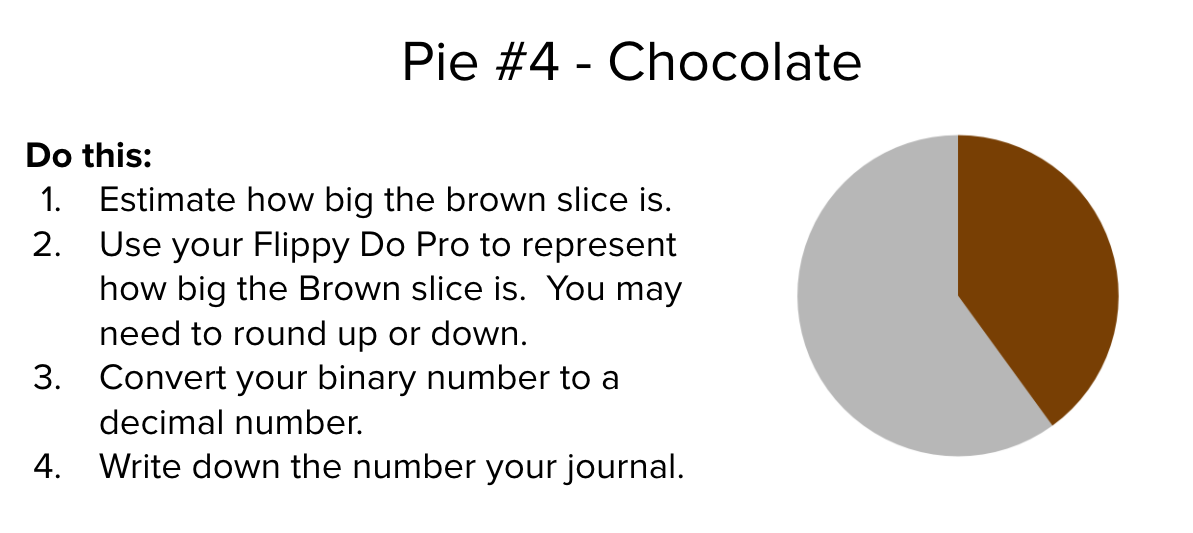 Pie #4 - Chocolate
Do this:
1. Estimate how big the brown slice is.
2. Use your Flippy Do Pro to represent
how big the Brown slice is.  You may
need to round up or down.
3. Convert your binary number to a
decimal number.
4. Write down the number your journal.